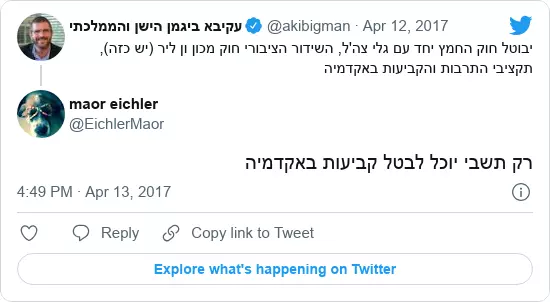 עקיבא ביגמן הישן והממלכתי @akibigman · Apr 12, 2017
יבוטל חוק החמץ יחד עם גלי צה'ל, השידור הציבורי חוק מכון ון ליר (יש כזה),
תקציבי התרבות והקביעות באקדמיה
maor eichler
@EichlerMaor
רק תשבי יוכל לבטל קביעות באקדמיה
4:49 PM · Apr 13, 2017
Reply Copy link to Tweet
Explore what's happening on Twitter